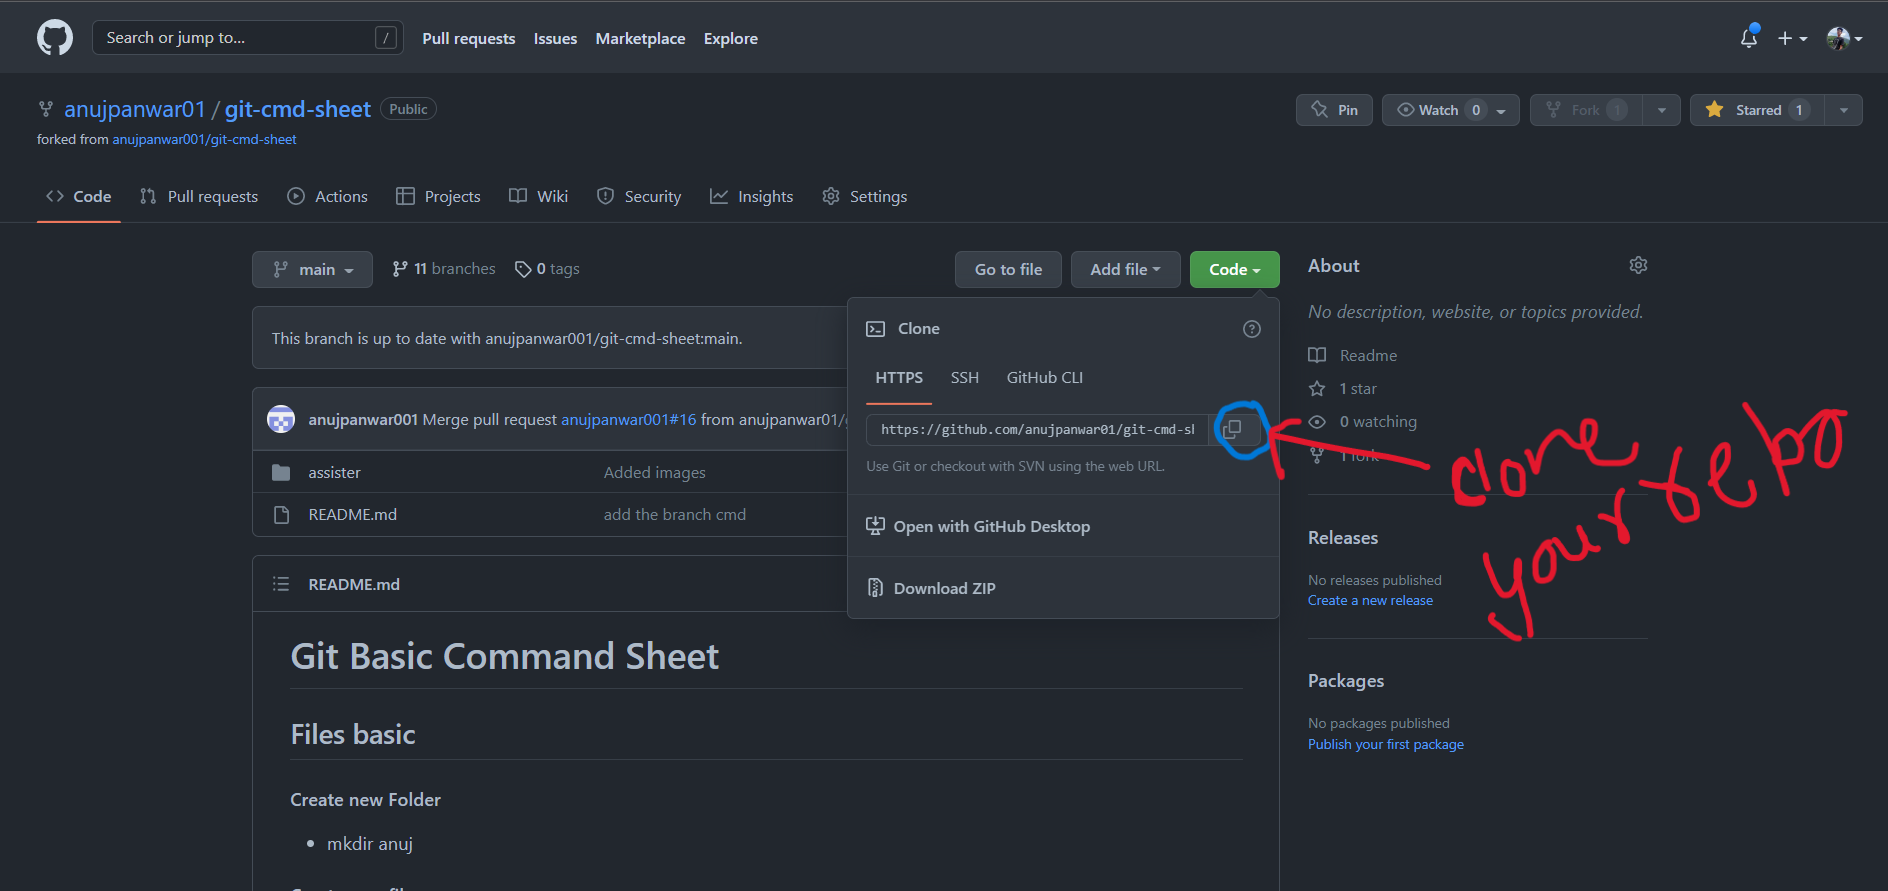 Search or jump to... /
Pull requests Issues Marketplace Explore
anujpanwar01 / git-cmd-sheet Public
forked from anujpanwar001/git-cmd-sheet
Pin Watch 0 Fork 1 Starred 1
Code Pull requests Actions Projects Wiki Security Insights Settings
main 11 branches 0 tags
Go to file Add file Code
This branch is up to date with anujpanwar001/git-cmd-sheet:main.
anujpanwar001 Merge pull request anujpanwar001#16 from anujpanwar01/
assister Added images
README.md add the branch cmd
README.md
Git Basic Command Sheet
Files basic
Create new Folder
mkdir anuj
Clone
HTTPS SSH GitHub CLI
https://github.com/anujpanwar01/git-cmd-sh
Use Git or checkout with SVN using the web URL.
Open with GitHub Desktop
Download ZIP
About
No description, website, or topics provided.
Readme
1 star
0 watching
1 fork
Releases
No releases published
Create a new release
Packages
No packages published
Publish your first package
clone
your repo